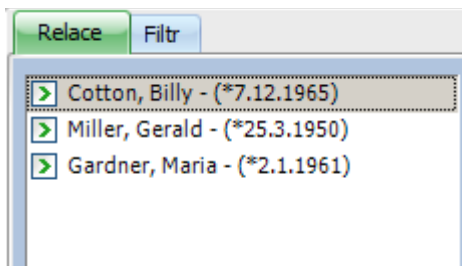 Relace Filtr
Cotton, Billy - (*7.12.1965)
Miller, Gerald - (*25.3.1950)
Gardner, Maria - (*2.1.1961)